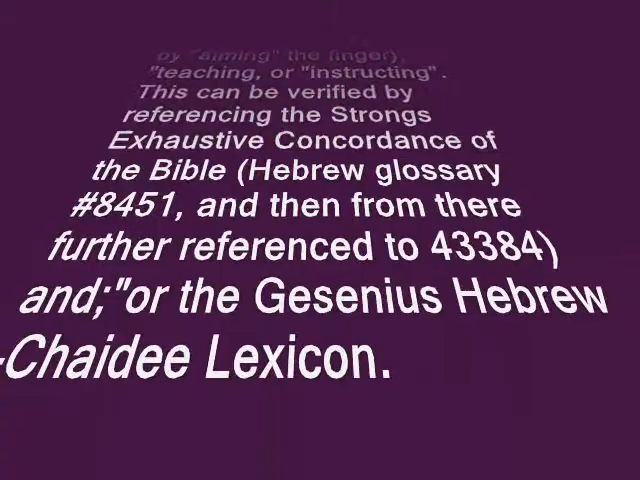 by "aiming" the finger),
"teaching, or "instructing".
This can be verified by
referencing the Strongs
Exhaustive Concordance of
the Bible (Hebrew glossary
#8451, and then from there
further referenced to 43384)
and;"or the Gesenius Hebrew
-Chaidee Lexicon.